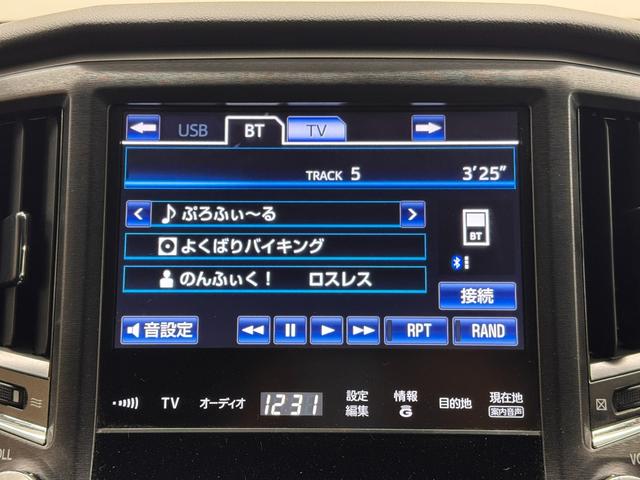 USB BT TV
TRACK 5 3'25"
ぷろふぃ～る
よくばりバイキング
BT
のんふぃく！ ロスレス
接続
音設定 RPT RAND
TV オーディオ 12:31 設定編集 情報G 目的地 現在地 案内音声